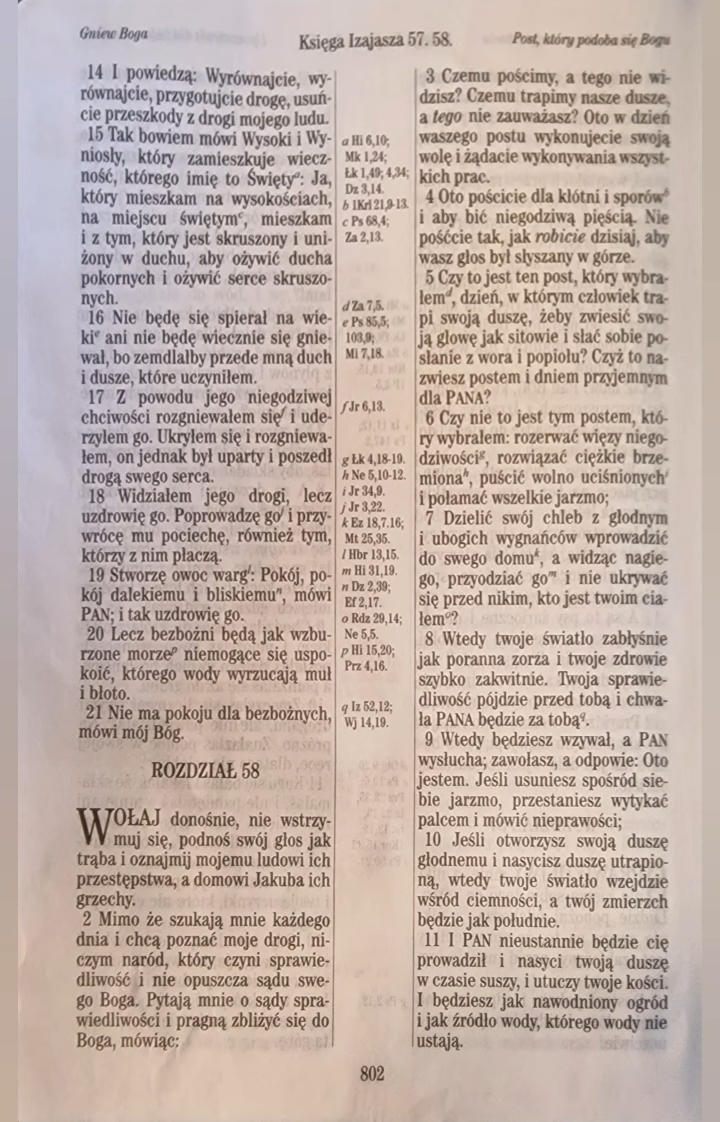 Gniew Boga
Księga Izajasza 57. 58.
Post, który podoba się Bogu
14 I powiedzą: Wyrównajcie, wy-
równajcie, przygotujcie drogę, usuń-
cie przeszkody z drogi mojego ludu.
15 Tak bowiem mówi Wysoki i Wy-
niosły, który zamieszkuje wiecz-
ność, którego imię to Święty a: Ja,
który mieszkam na wysokościach,
na miejscu świętym c, mieszkam
i z tym, który jest skruszony i uni-
żony w duchu, aby ożywić ducha
pokornych i ożywić serce skruszo-
nych.
16 Nie będę się spierał na wie-
ki e ani nie będę wiecznie się gnie-
wał, bo zemdlałby przede mną duch
i dusze, które uczyniłem.
17 Z powodu jego niegodziwej
chciwości rozgniewałem się f i ude-
rzyłem go. Ukryłem się i rozgniewa-
łem, on jednak był uparty i poszedł
drogą swego serca.
18 Widziałem jego drogi, lecz
uzdrowię go. Poprowadzę go j i przy-
wrócę mu pociechę, również tym,
którzy z nim płaczą.
19 Stworzę owoc warg l: Pokój, po-
kój dalekiemu i bliskiemu n, mówi
PAN; i tak uzdrowię go.
20 Lecz bezbożni będą jak wzbu-
rzone morze p niemogące się uspo-
koić, którego wody wyrzucają muł
i błoto.
21 Nie ma pokoju dla bezbożnych,
mówi mój Bóg.
ROZDZIAŁ 58
WOŁAJ donośnie, nie wstrzy-
muj się, podnoś swój głos jak
trąba i oznajmij mojemu ludowi ich
przestępstwa, a domowi Jakuba ich
grzechy.
2 Mimo że szukają mnie każdego
dnia i chcą poznać moje drogi, ni-
czym naród, który czyni sprawie-
dliwość i nie opuszcza sądu swe-
go Boga. Pytają mnie o sądy spra-
wiedliwości i pragną zbliżyć się do
Boga, mówiąc:
a Hi 6,10;
Mk 1,24;
Łk 1,49; 4,34;
Dz 3,14.
b 1Krl 21,9-13.
c Ps 68,4;
Za 2,13.
d Za 7,5.
e Ps 85,5;
103,9;
Mi 7,18.
f Jr 6,13.
g Łk 4,18-19.
h Ne 5,10-12.
i Jr 34,9.
j Jr 3,22.
k Ez 18,7.16;
Mt 25,35.
l Hbr 13,15.
m Hi 31,19.
n Dz 2,39;
Ef 2,17.
o Rdz 29,14;
Ne 5,5.
p Hi 15,20;
Prz 4,16.
q Iz 52,12;
Wj 14,19.
3 Czemu pościmy, a tego nie wi-
dzisz? Czemu trapimy nasze dusze,
a tego nie zauważasz? Oto w dzień
waszego postu wykonujecie swoją
wolę i żądacie wykonywania wszyst-
kich prac.
4 Oto pościcie dla kłótni i sporów b
i aby bić niegodziwą pięścią. Nie
pośćcie tak, jak robicie dzisiaj, aby
wasz głos był słyszany w górze.
5 Czy to jest ten post, który wybra-
łem d, dzień, w którym człowiek tra-
pi swoją duszę, żeby zwiesić swo-
ją głowę jak sitowie i słać sobie po-
słanie z wora i popiołu? Czyż to na-
zwiesz postem i dniem przyjemnym
dla PANA?
6 Czy nie to jest tym postem, któ-
ry wybrałem: rozerwać więzy niego-
dziwości g, rozwiązać ciężkie brze-
miona h, puścić wolno uciśnionych i
i połamać wszelkie jarzmo;
7 Dzielić swój chleb z głodnym
i ubogich wygnańców wprowadzić
do swego domu k, a widząc nagie-
go, przyodziać go m i nie ukrywać
się przed nikim, kto jest twoim cia-
łem o?
8 Wtedy twoje światło zabłyśnie
jak poranna zorza i twoje zdrowie
szybko zakwitnie. Twoja sprawie-
dliwość pójdzie przed tobą i chwa-
ła PANA będzie za tobą q.
9 Wtedy będziesz wzywał, a PAN
wysłucha; zawołasz, a odpowie: Oto
jestem. Jeśli usuniesz spośród sie-
bie jarzmo, przestaniesz wytykać
palcem i mówić nieprawości;
10 Jeśli otworzysz swoją duszę
głodnemu i nasycisz duszę utrapio-
ną, wtedy twoje światło wzejdzie
wśród ciemności, a twój zmierzch
będzie jak południe.
11 I PAN nieustannie będzie cię
prowadził i nasyci twoją duszę
w czasie suszy, i utuczy twoje kości.
I będziesz jak nawodniony ogród
i jak źródło wody, którego wody nie
ustają.
802